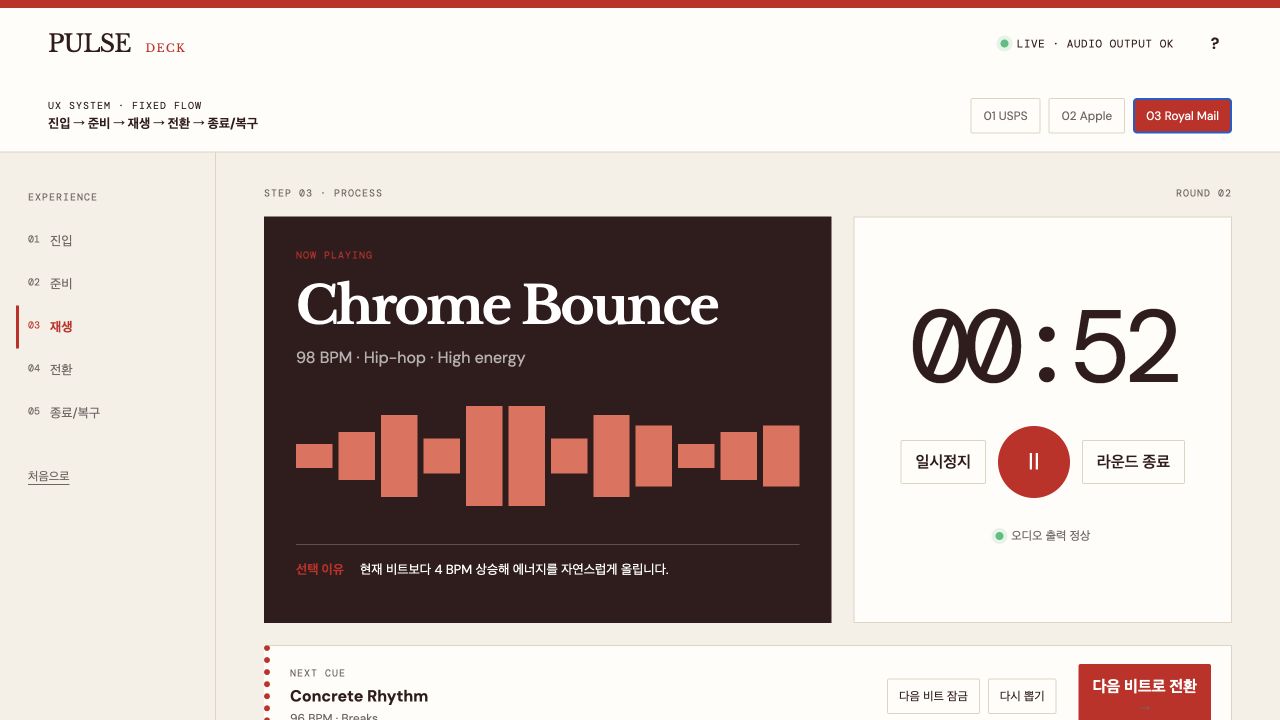 PULSE DECK
LIVE · AUDIO OUTPUT OK
?
UX SYSTEM · FIXED FLOW
진입 → 준비 → 재생 → 전환 → 종료/복구
01 USPS
02 Apple
03 Royal Mail
EXPERIENCE
01 진입
02 준비
03 재생
04 전환
05 종료/복구
처음으로
STEP 03 · PROCESS
ROUND 02
NOW PLAYING
Chrome Bounce
98 BPM · Hip-hop · High energy
선택 이유 현재 비트보다 4 BPM 상승해 에너지를 자연스럽게 올립니다.
00:52
일시정지
라운드 종료
오디오 출력 정상
NEXT CUE
Concrete Rhythm
96 BPM · Breaks
다음 비트 잠금
다시 뽑기
다음 비트로 전환
→